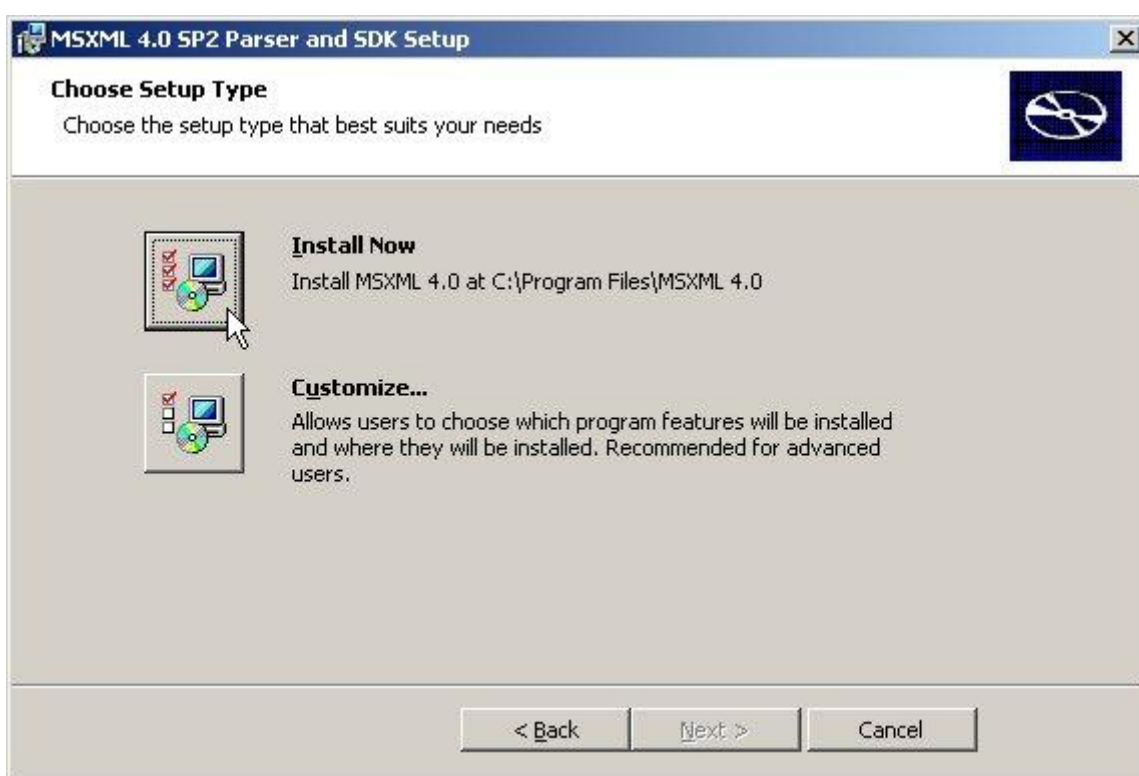 MSXML 4.0 SP2 Parser and SDK Setup
Choose Setup Type
Choose the setup type that best suits your needs
Install Now
Install MSXML 4.0 at C:\Program Files\MSXML 4.0
Customize...
Allows users to choose which program features will be installed
and where they will be installed. Recommended for advanced
users.
< Back Next > Cancel